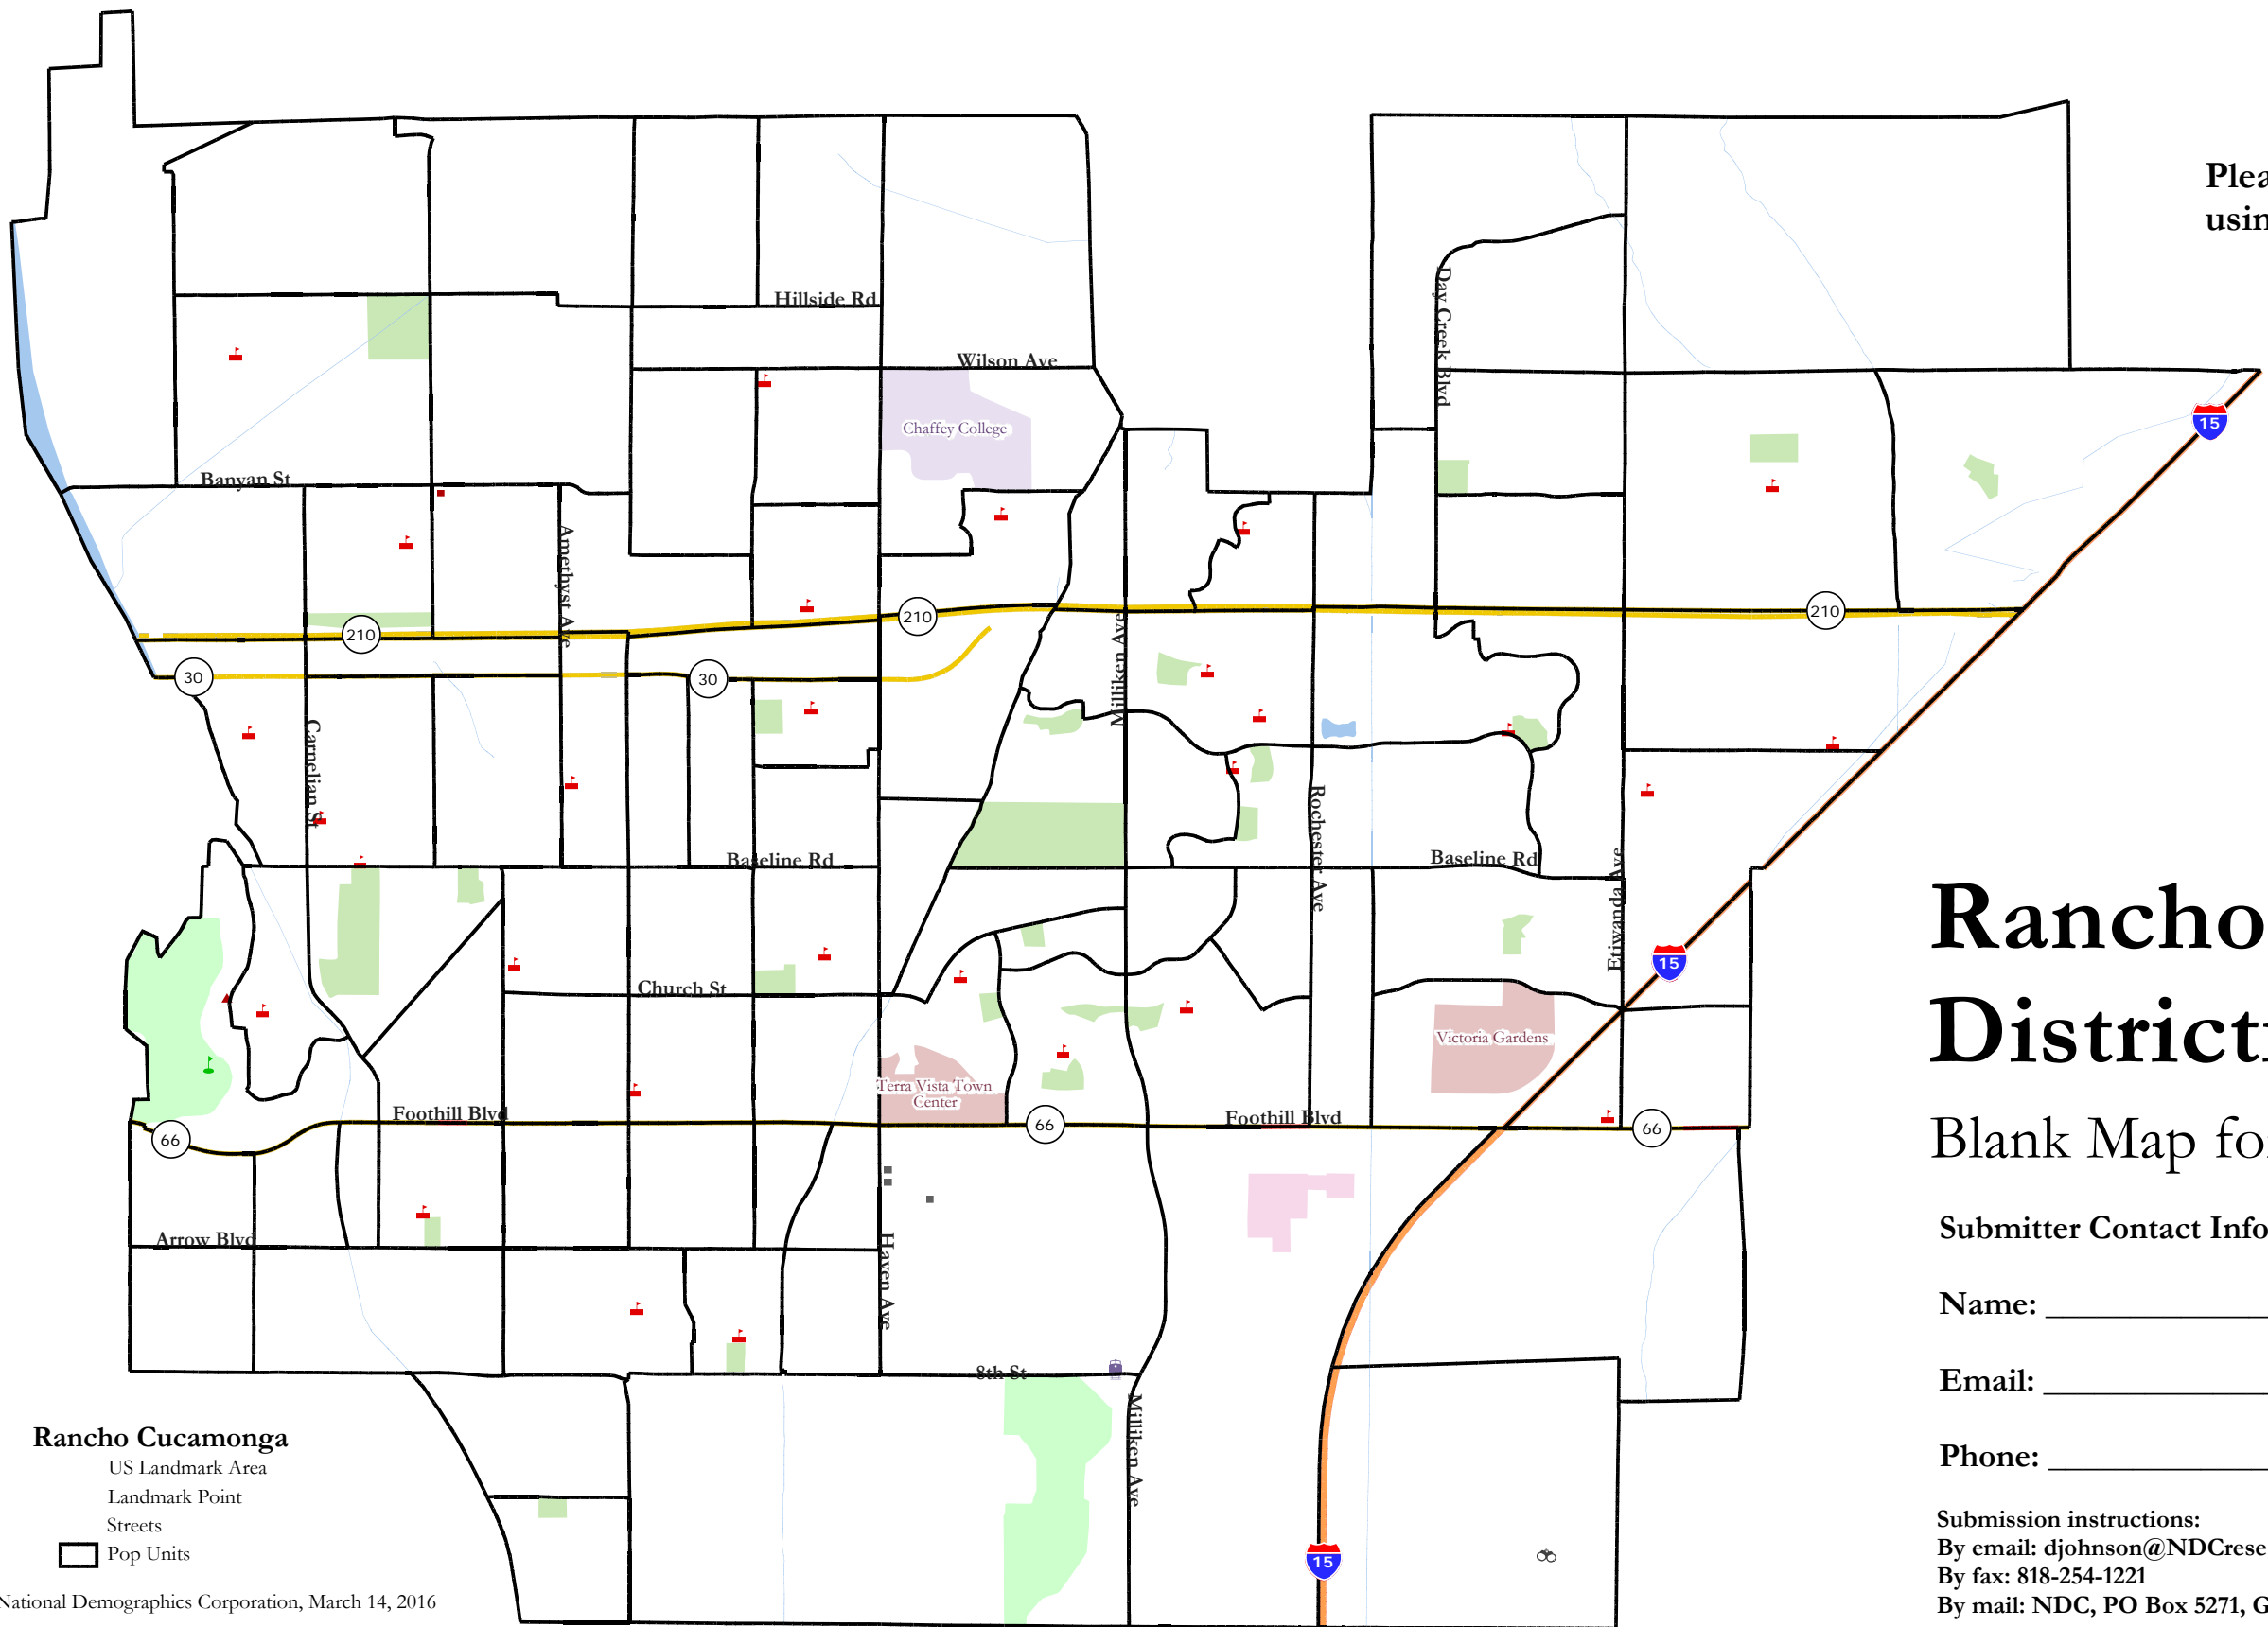 Plea
usin
Hillside Rd
Wilson Ave
Day Creek Blvd
15
Chaffey College
Banyan St
Amethyst Ave
210
210
210
30
30
Milliken Ave
Carnelian St
Rochester Ave
Baseline Rd
Baseline Rd
Etiwanda Ave
Rancho
15
Church St
Districti
Victoria Gardens
Terra Vista Town
Center
Foothill Blvd
Foothill Blvd
66
66
66
Blank Map for
Arrow Blvd
Haven Ave
Submitter Contact Info
Name:
8th St
Email:
Milliken Ave
Rancho Cucamonga
US Landmark Area
Landmark Point
Streets
Pop Units
Phone:
15
Submission instructions:
By email: djohnson@NDCrese
By fax: 818-254-1221
By mail: NDC, PO Box 5271, G
National Demographics Corporation, March 14, 2016